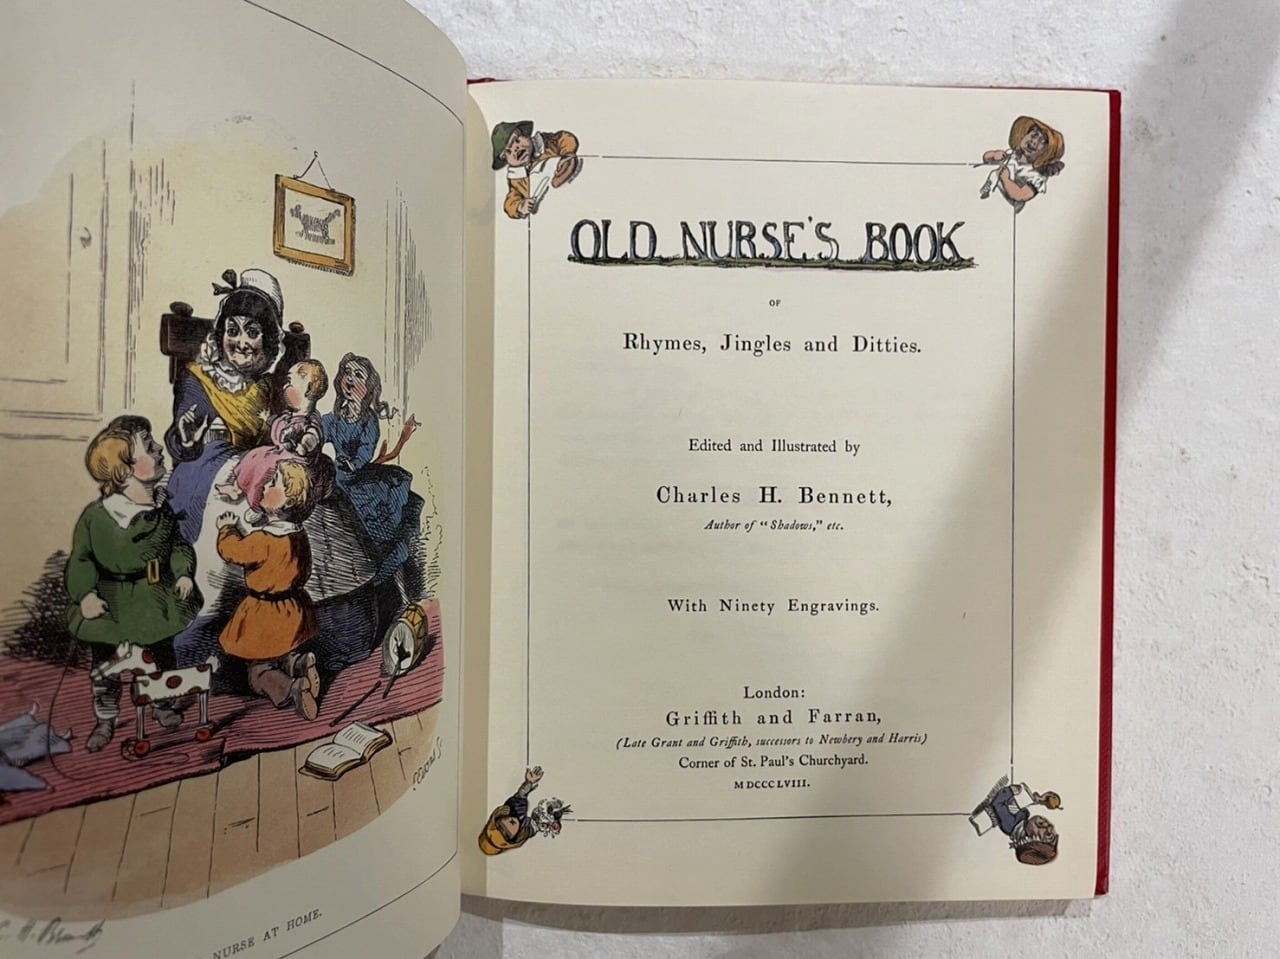 C. H. Bennett
NURSE AT HOME.
OLD NURSE'S BOOK
OF
Rhymes, Jingles and Ditties.
Edited and Illustrated by
Charles H. Bennett,
Author of "Shadows," etc.
With Ninety Engravings.
London:
Griffith and Farran,
(Late Grant and Griffith, successors to Newbery and Harris)
Corner of St. Paul's Churchyard.
MDCCCLVIII.